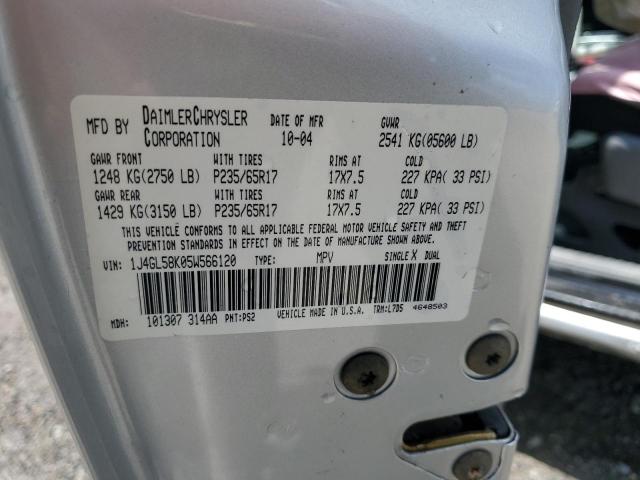 MFD BY DAIMLERCHRYSLER CORPORATION DATE OF MFR 10-04 GVWR 2541 KG(05600 LB)
GAWR FRONT WITH TIRES RIMS AT COLD
1248 KG(2750 LB) P235/65R17 17X7.5 227 KPA( 33 PSI)
GAWR REAR WITH TIRES RIMS AT COLD
1429 KG(3150 LB) P235/65R17 17X7.5 227 KPA( 33 PSI)
THIS VEHICLE CONFORMS TO ALL APPLICABLE FEDERAL MOTOR VEHICLE SAFETY AND THEFT
PREVENTION STANDARDS IN EFFECT ON THE DATE OF MANUFACTURE SHOWN ABOVE.
VIN: 1J4GL58K05W566120 TYPE: MPV SINGLE X DUAL
MDH: 101307 314AA PNT:PS2 VEHICLE MADE IN U.S.A. TRM:L7D5 4648503